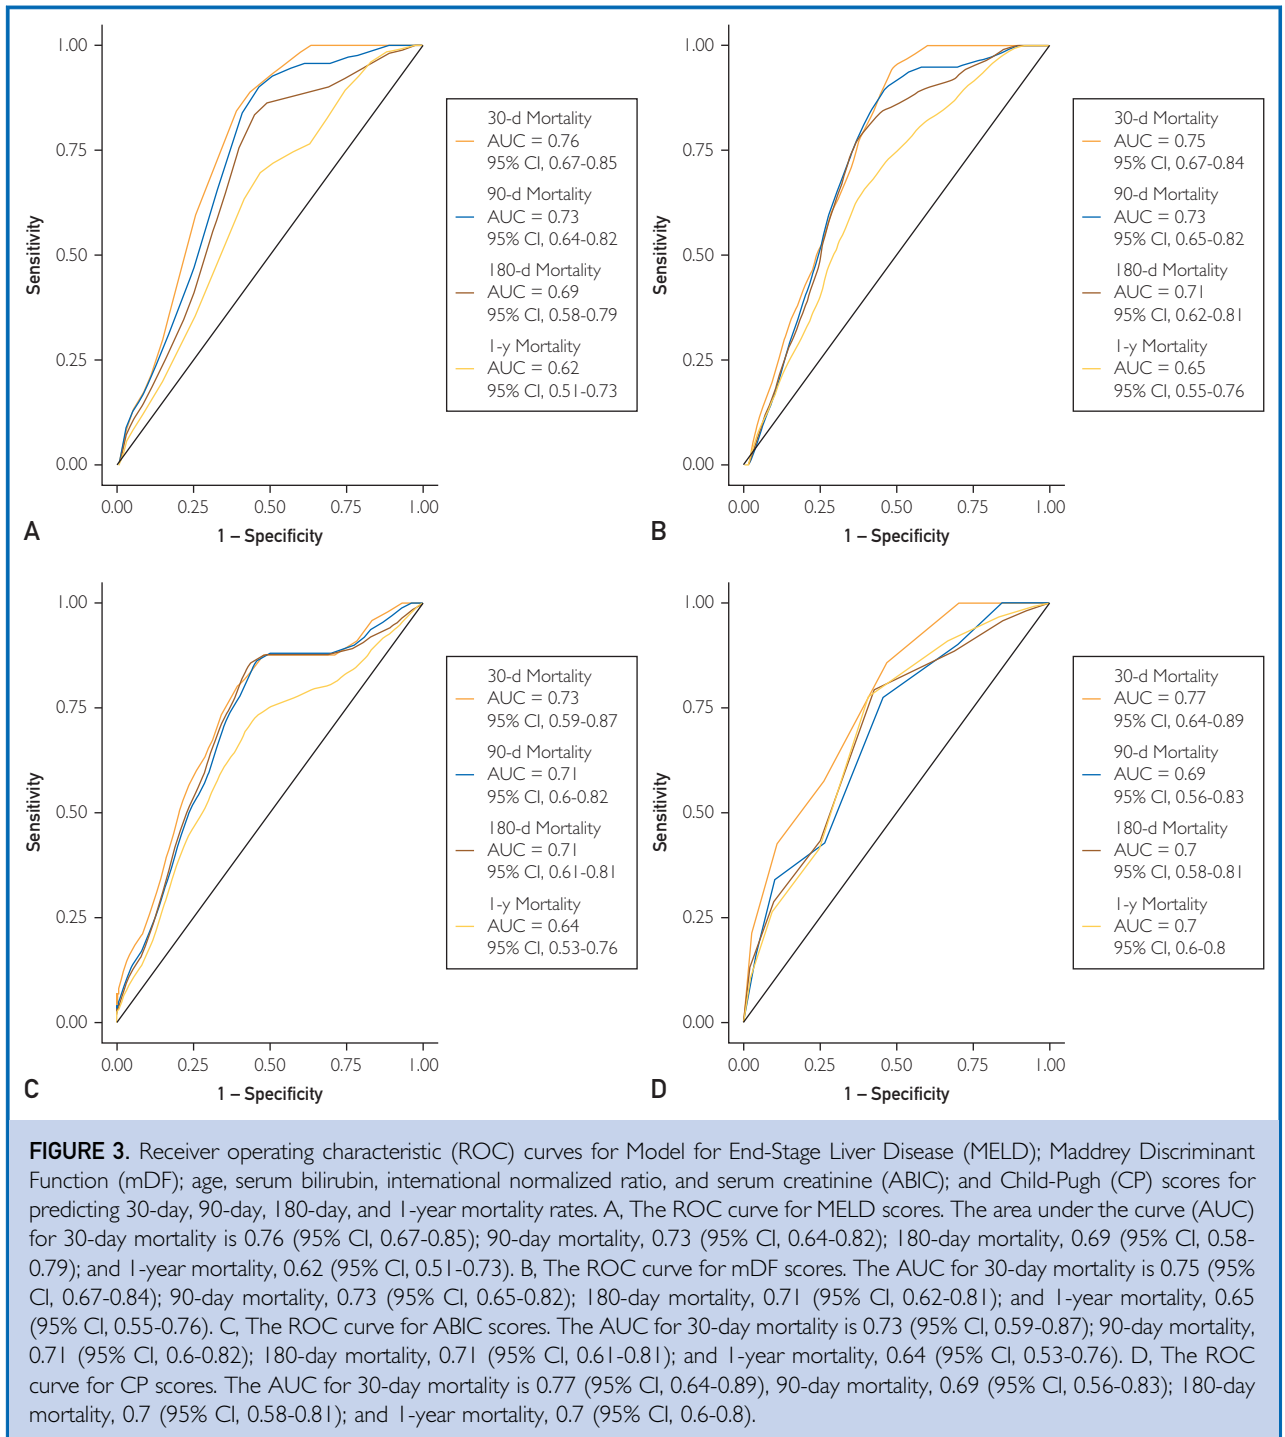 1.00
0.75
0.50
0.25
0.00
Sensitivity
0.00 0.25 0.50 0.75 1.00
1 – Specificity
A
30-d Mortality
AUC = 0.76
95% CI, 0.67-0.85
90-d Mortality
AUC = 0.73
95% CI, 0.64-0.82
180-d Mortality
AUC = 0.69
95% CI, 0.58-0.79
1-y Mortality
AUC = 0.62
95% CI, 0.51-0.73
1.00
0.75
0.50
0.25
0.00
Sensitivity
0.00 0.25 0.50 0.75 1.00
1 – Specificity
B
30-d Mortality
AUC = 0.75
95% CI, 0.67-0.84
90-d Mortality
AUC = 0.73
95% CI, 0.65-0.82
180-d Mortality
AUC = 0.71
95% CI, 0.62-0.81
1-y Mortality
AUC = 0.65
95% CI, 0.55-0.76
1.00
0.75
0.50
0.25
0.00
Sensitivity
0.00 0.25 0.50 0.75 1.00
1 – Specificity
C
30-d Mortality
AUC = 0.73
95% CI, 0.59-0.87
90-d Mortality
AUC = 0.71
95% CI, 0.6-0.82
180-d Mortality
AUC = 0.71
95% CI, 0.61-0.81
1-y Mortality
AUC = 0.64
95% CI, 0.53-0.76
1.00
0.75
0.50
0.25
0.00
Sensitivity
0.00 0.25 0.50 0.75 1.00
1 – Specificity
D
30-d Mortality
AUC = 0.77
95% CI, 0.64-0.89
90-d Mortality
AUC = 0.69
95% CI, 0.56-0.83
180-d Mortality
AUC = 0.7
95% CI, 0.58-0.81
1-y Mortality
AUC = 0.7
95% CI, 0.6-0.8
FIGURE 3. Receiver operating characteristic (ROC) curves for Model for End-Stage Liver Disease (MELD); Maddrey Discriminant
Function (mDF); age, serum bilirubin, international normalized ratio, and serum creatinine (ABIC); and Child-Pugh (CP) scores for
predicting 30-day, 90-day, 180-day, and 1-year mortality rates. A, The ROC curve for MELD scores. The area under the curve (AUC)
for 30-day mortality is 0.76 (95% CI, 0.67-0.85); 90-day mortality, 0.73 (95% CI, 0.64-0.82); 180-day mortality, 0.69 (95% CI, 0.58-
0.79); and 1-year mortality, 0.62 (95% CI, 0.51-0.73). B, The ROC curve for mDF scores. The AUC for 30-day mortality is 0.75 (95%
CI, 0.67-0.84); 90-day mortality, 0.73 (95% CI, 0.65-0.82); 180-day mortality, 0.71 (95% CI, 0.62-0.81); and 1-year mortality, 0.65
(95% CI, 0.55-0.76). C, The ROC curve for ABIC scores. The AUC for 30-day mortality is 0.73 (95% CI, 0.59-0.87); 90-day mortality,
0.71 (95% CI, 0.6-0.82); 180-day mortality, 0.71 (95% CI, 0.61-0.81); and 1-year mortality, 0.64 (95% CI, 0.53-0.76). D, The ROC
curve for CP scores. The AUC for 30-day mortality is 0.77 (95% CI, 0.64-0.89), 90-day mortality, 0.69 (95% CI, 0.56-0.83); 180-day
mortality, 0.7 (95% CI, 0.58-0.81); and 1-year mortality, 0.7 (95% CI, 0.6-0.8).